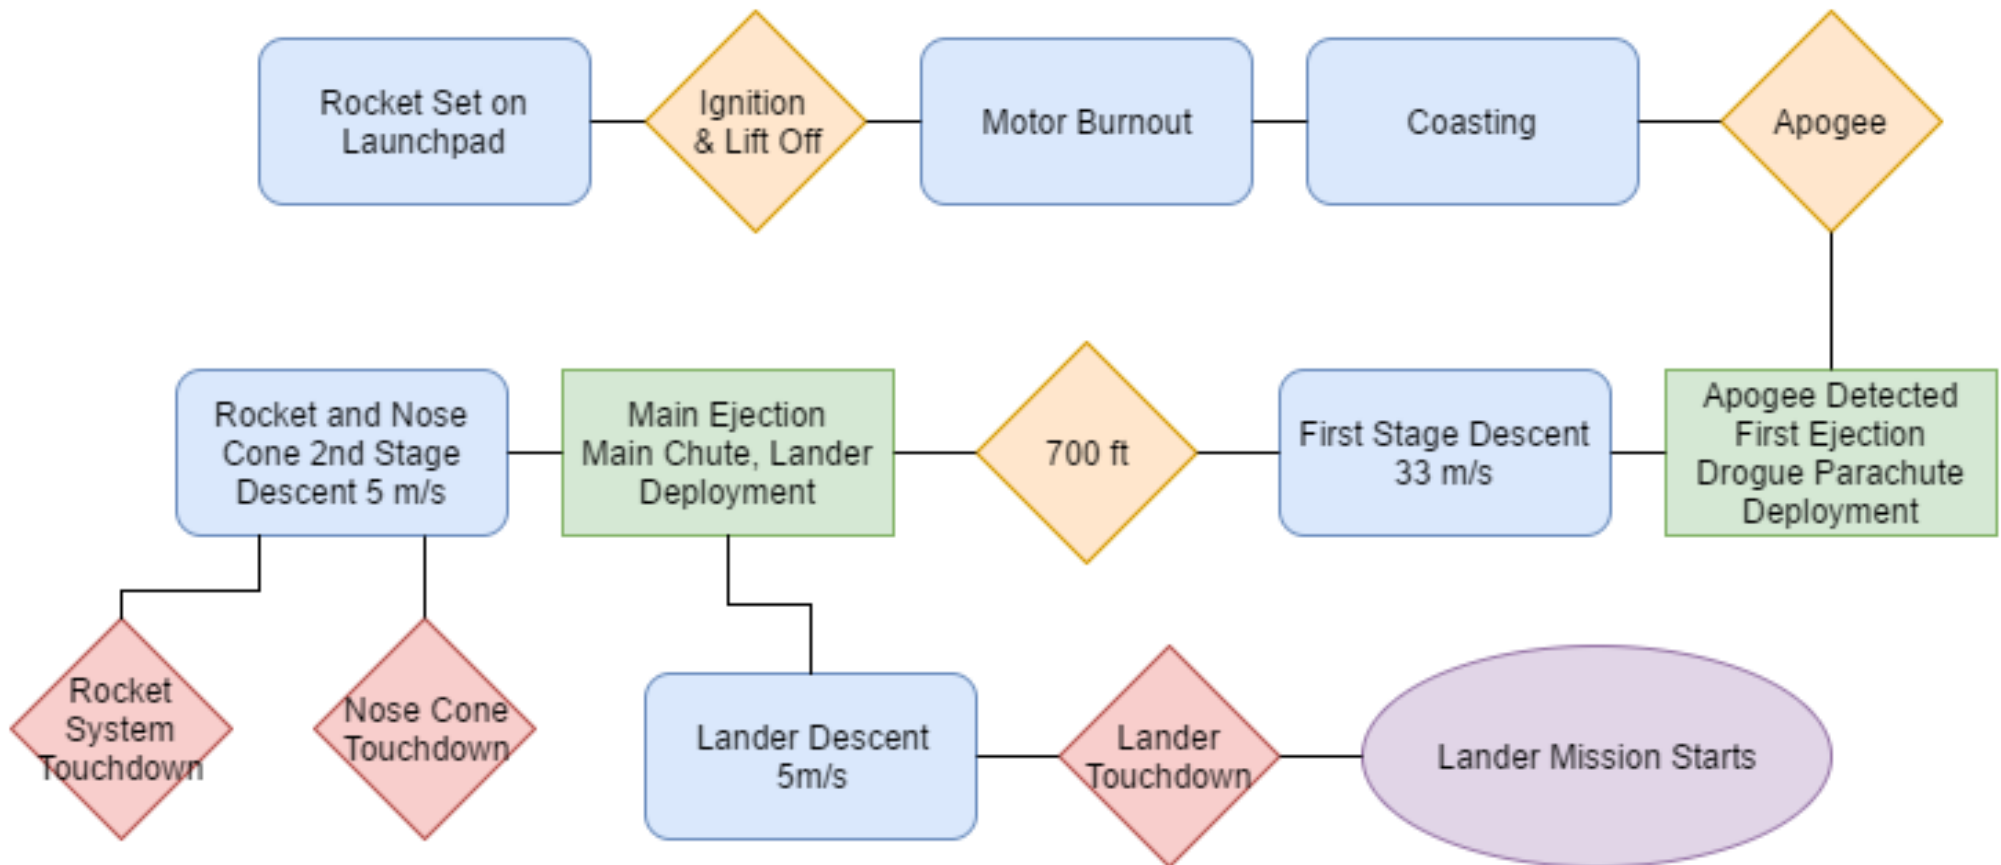 Rocket Set on
Launchpad
Ignition
& Lift Off
Motor Burnout
Coasting
Apogee
Rocket and Nose
Cone 2nd Stage
Descent 5 m/s
Main Ejection
Main Chute, Lander
Deployment
700 ft
First Stage Descent
33 m/s
Apogee Detected
First Ejection
Drogue Parachute
Deployment
Rocket
System
Touchdown
Nose Cone
Touchdown
Lander Descent
5m/s
Lander
Touchdown
Lander Mission Starts